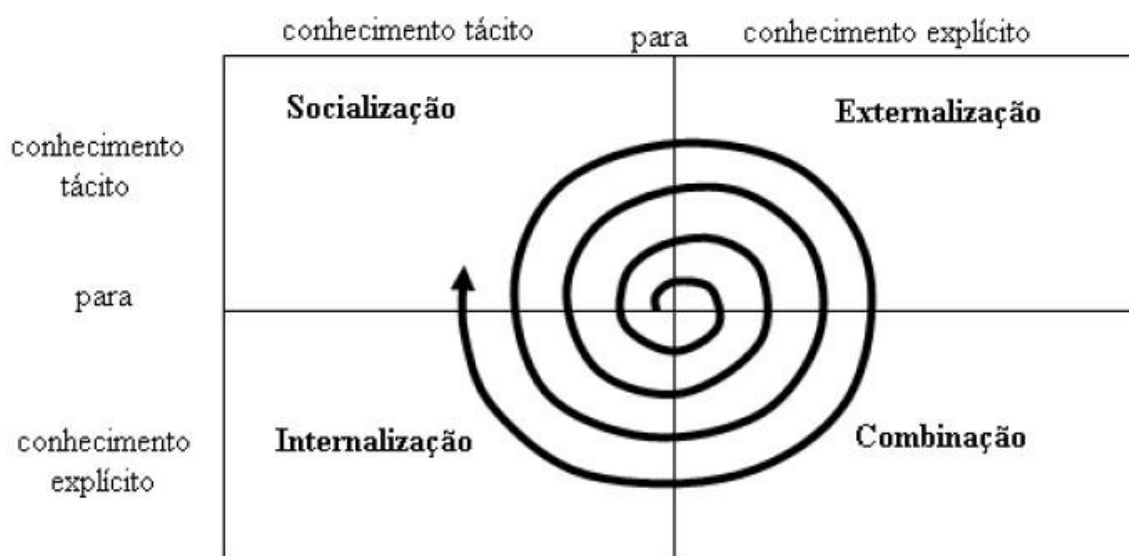 conhecimento tácito para conhecimento explícito
Socialização Externalização
conhecimento
tácito
para
Internalização Combinação
conhecimento
explícito